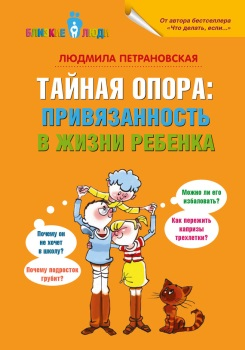 БЛИЗКИЕ ЛЮДИ
От автора бестселлера
«Что делать, если...»
ЛЮДМИЛА ПЕТРАНОВСКАЯ
ТАЙНАЯ ОПОРА:
ПРИВЯЗАННОСТЬ
В ЖИЗНИ РЕБЕНКА
Можно ли его
избаловать?
Почему он
не хочет
в школу?
Как пережить
капризы
трехлетки?
Почему подросток
грубит?